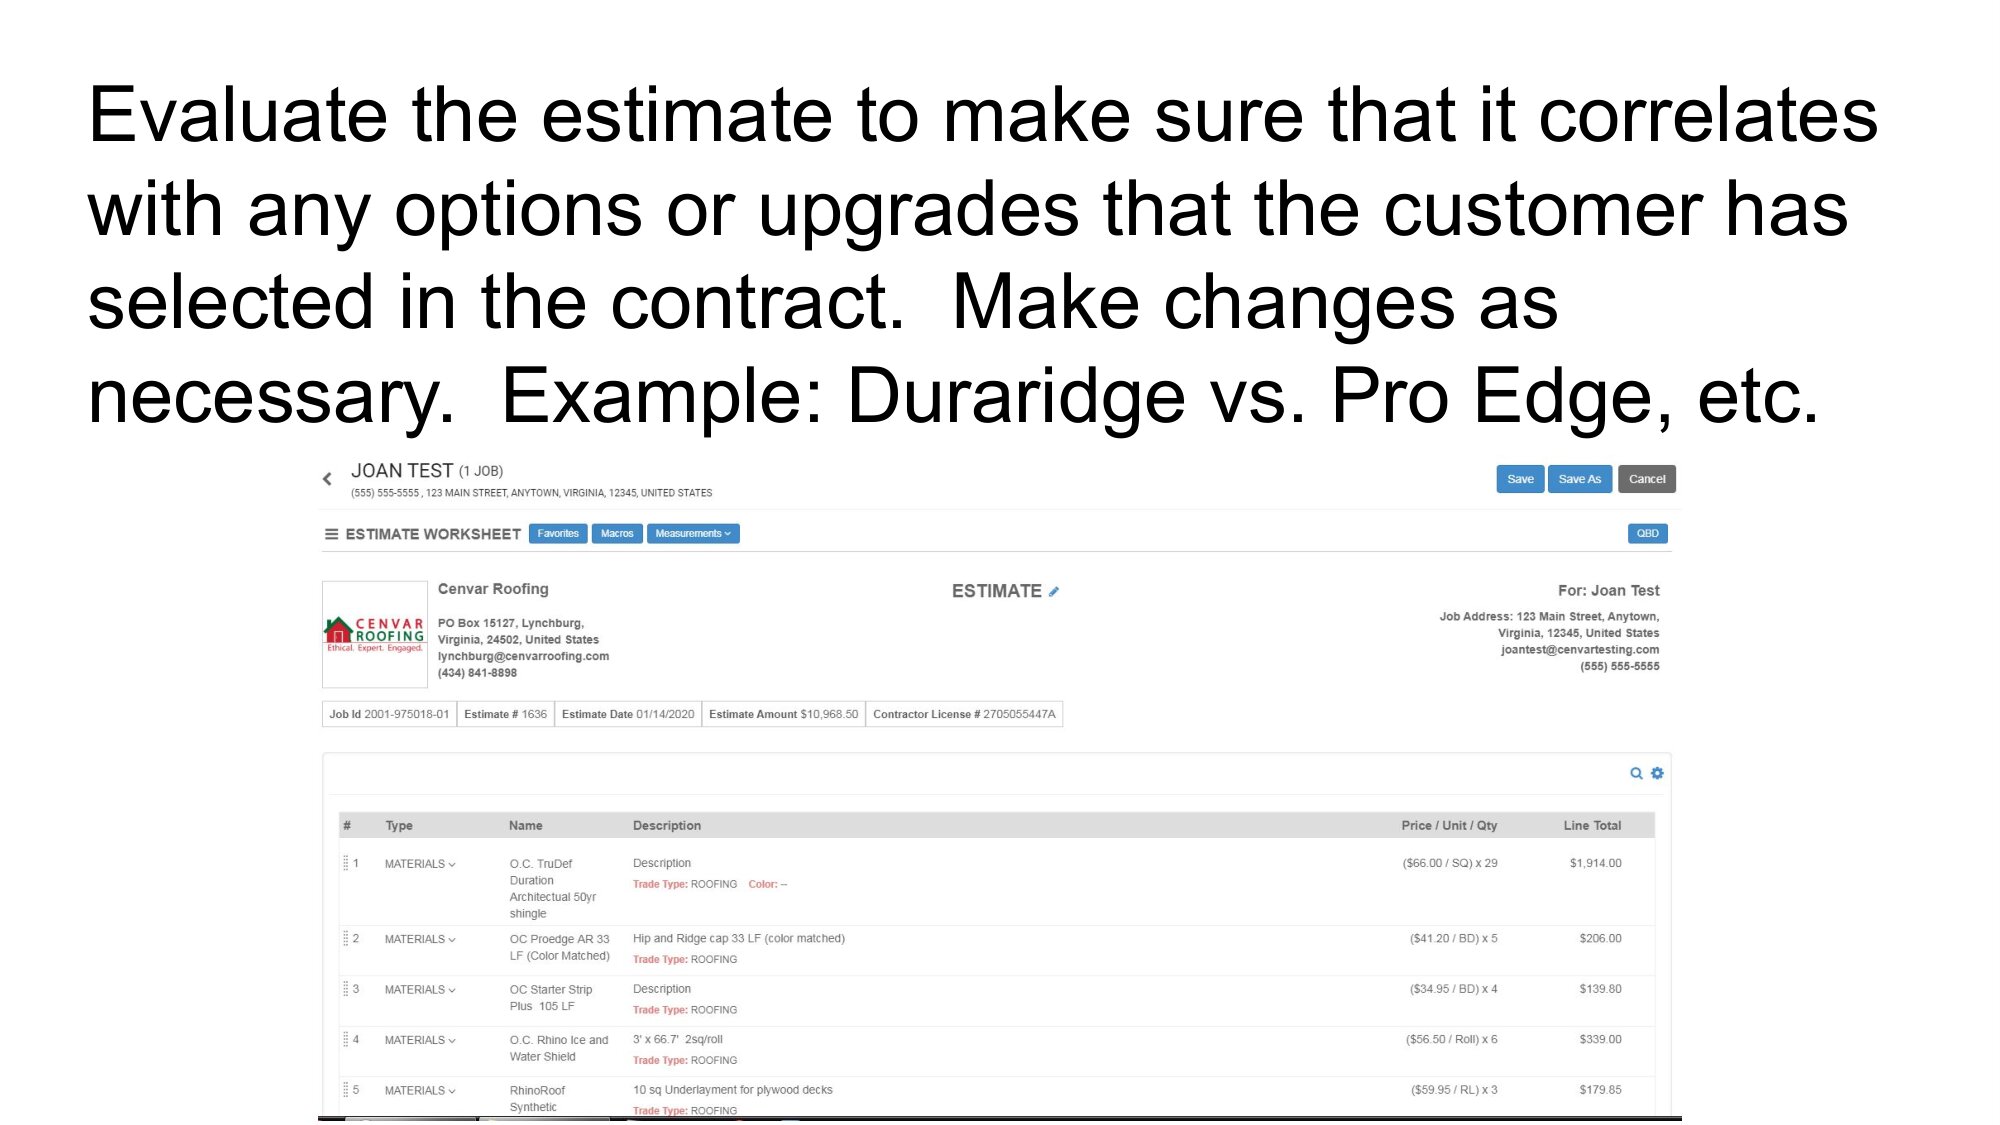 Evaluate the estimate to make sure that it correlates
with any options or upgrades that the customer has
selected in the contract.  Make changes as
necessary.  Example: Duraridge vs. Pro Edge, etc.
JOAN TEST (1 JOB)
(555) 555-5555 , 123 MAIN STREET, ANYTOWN, VIRGINIA, 12345, UNITED STATES
Save Save As Cancel
ESTIMATE WORKSHEET Favorites Macros Measurements QBD
CENVAR
ROOFING
Ethical. Expert. Engaged.
Cenvar Roofing
PO Box 15127, Lynchburg,
Virginia, 24502, United States
lynchburg@cenvarroofing.com
(434) 841-8898
ESTIMATE
For: Joan Test
Job Address: 123 Main Street, Anytown,
Virginia, 12345, United States
joantest@cenvartesting.com
(555) 555-5555
Job Id 2001-975018-01 Estimate # 1636 Estimate Date 01/14/2020 Estimate Amount $10,968.50 Contractor License # 2705055447A
# Type Name Description Price / Unit / Qty Line Total
1 MATERIALS O.C. TruDef Description ($66.00 / SQ) x 29 $1,914.00
Duration Trade Type: ROOFING Color: --
Architectual 50yr
shingle
2 MATERIALS OC Proedge AR 33 Hip and Ridge cap 33 LF (color matched) ($41.20 / BD) x 5 $206.00
LF (Color Matched) Trade Type: ROOFING
3 MATERIALS OC Starter Strip Description ($34.95 / BD) x 4 $139.80
Plus  105 LF Trade Type: ROOFING
4 MATERIALS O.C. Rhino Ice and 3' x 66.7'  2sq/roll ($56.50 / Roll) x 6 $339.00
Water Shield Trade Type: ROOFING
5 MATERIALS RhinoRoof 10 sq Underlayment for plywood decks ($59.95 / RL) x 3 $179.85
Synthetic Trade Type: ROOFING